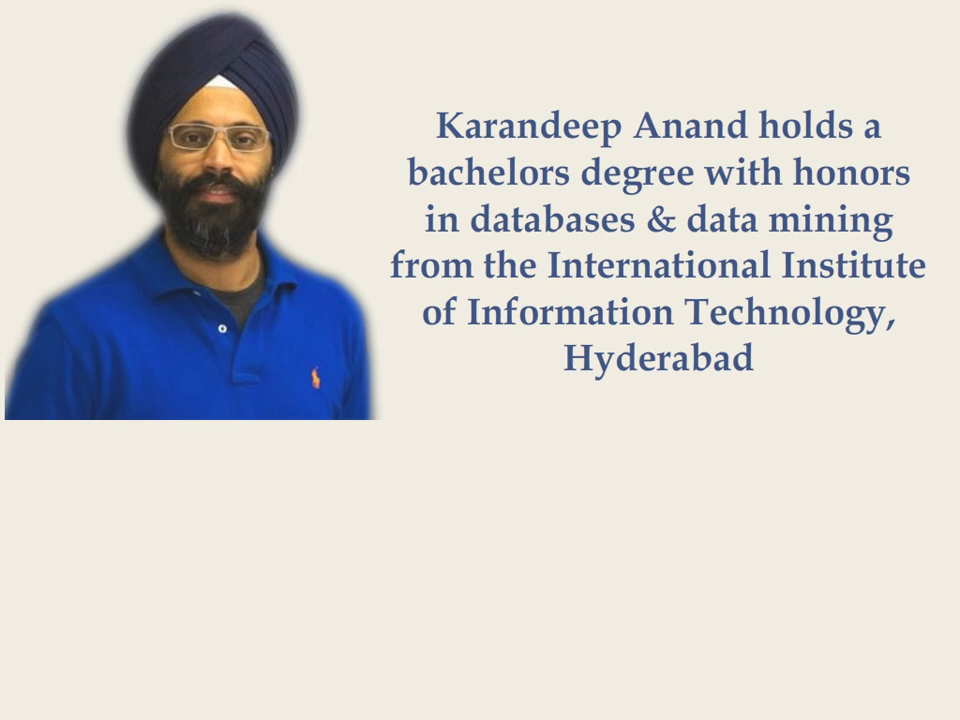 Karandeep Anand holds a
bachelors degree with honors
in databases & data mining
from the International Institute
of Information Technology,
Hyderabad